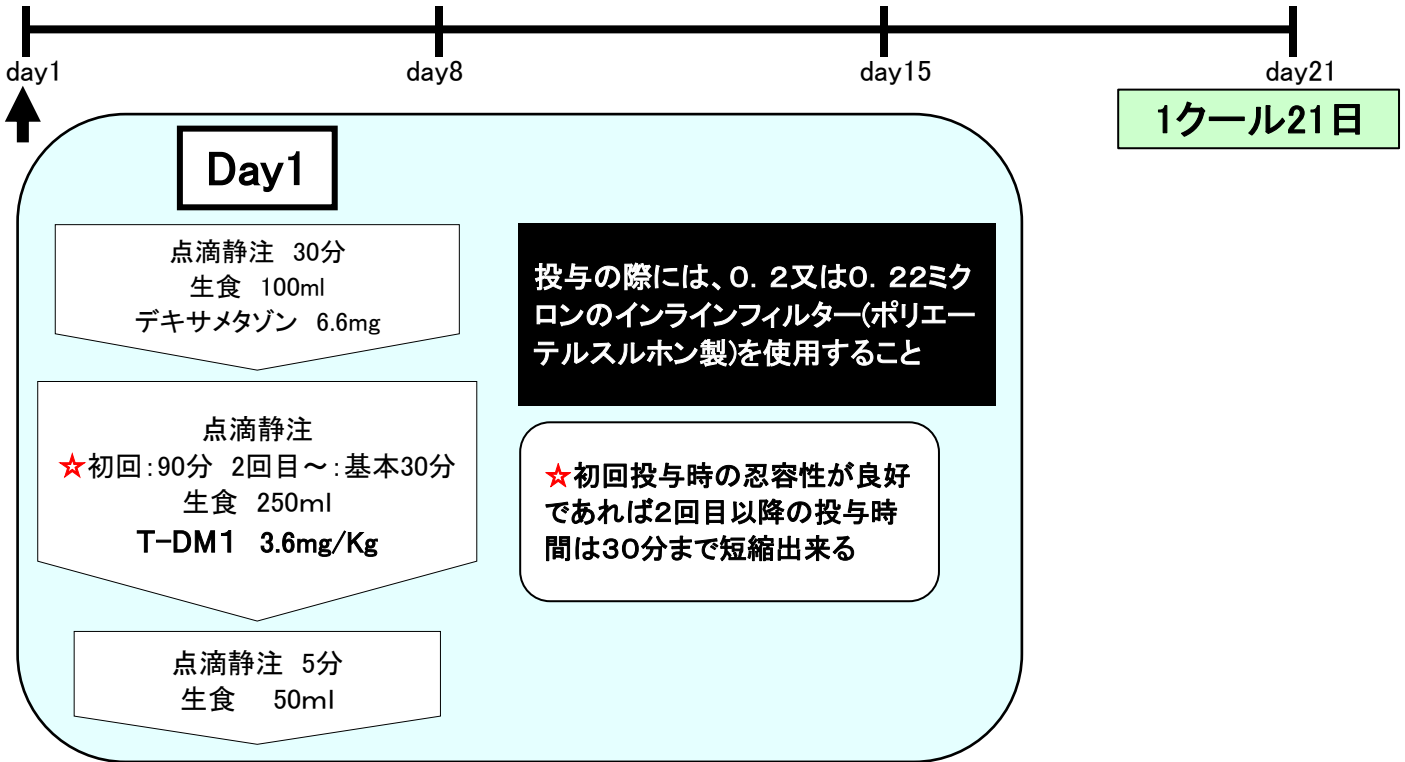 day1
day8
day15
day21
1クール21日
Day1
点滴静注 30分
生食 100ml
デキサメタゾン 6.6mg
点滴静注
☆初回:90分 2回目～:基本30分
生食 250ml
T-DM1 3.6mg/Kg
点滴静注 5分
生食 50ml
投与の際には、0．2又は0．22ミク
ロンのインラインフィルター(ポリエー
テルスルホン製)を使用すること
☆初回投与時の忍容性が良好
であれば2回目以降の投与時
間は30分まで短縮出来る